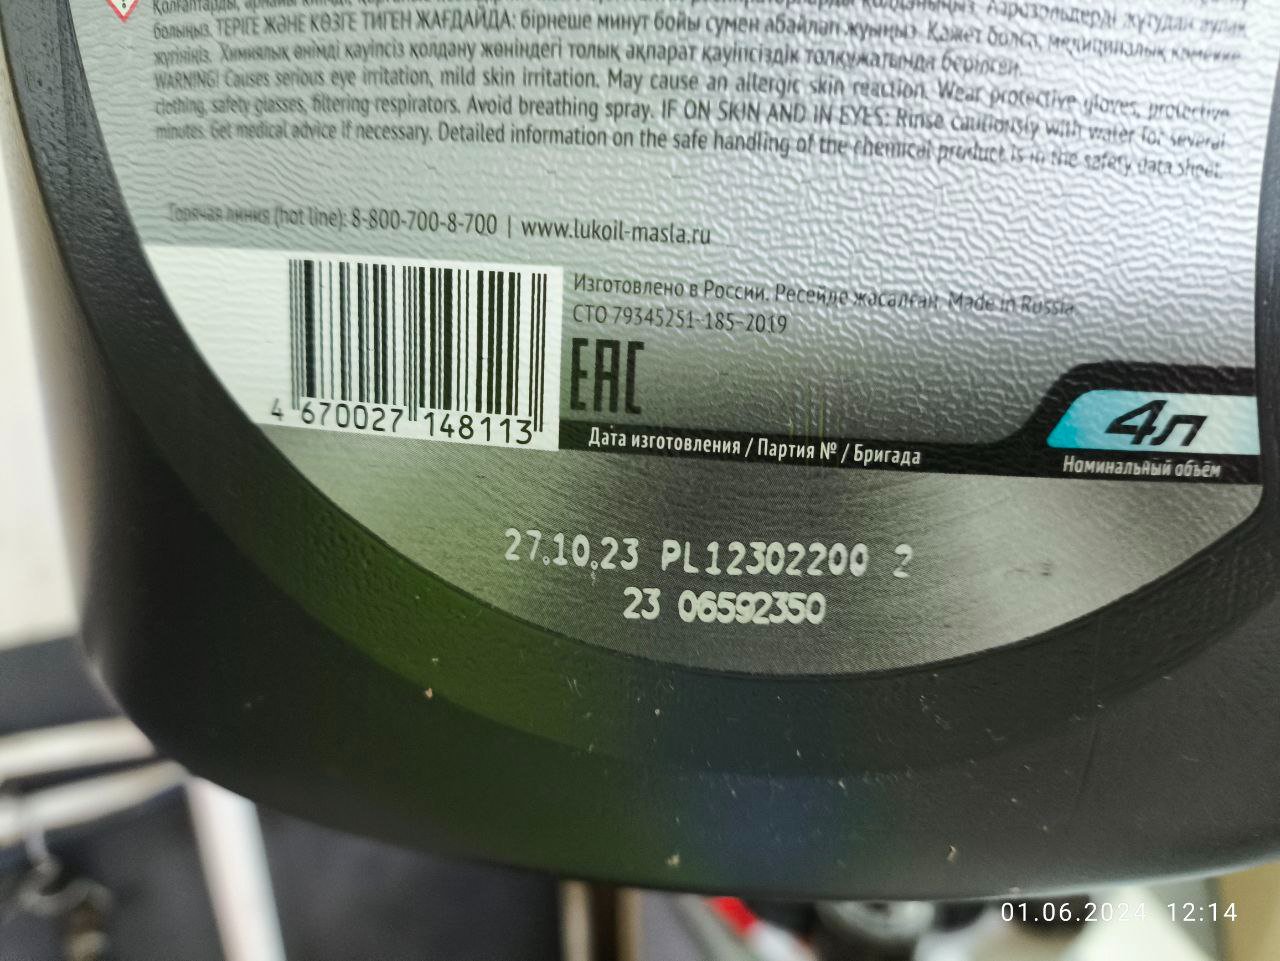 болыңыз. ТЕРІГЕ ЖӘНЕ КӨЗГЕ ТИГЕН ЖАҒДАЙДА: бірнеше минут бойы сумен абайлап жуыңыз. Қажет болса, медициналық
жүгініңіз. Химиялық өнімді қауіпсіз қолдану жөніндегі толық ақпарат қауіпсіздік толқужатында берілген.
WARNING! Causes serious eye irritation, mild skin irritation. May cause an allergic skin reaction. Wear protective gloves, protective
clothing, safety glasses, filtering respirators. Avoid breathing spray. IF ON SKIN AND IN EYES: Rinse cautiously with water for several
minutes. Get medical advice if necessary. Detailed information on the safe handling of the chemical product is in the safety data sheet.
Горячая линия (hot line): 8-800-700-8-700 | www.lukoil-masla.ru
Изготовлено в России. Ресейде жасалған. Made in Russia.
СТО 79345251-185-2019
EAC
4 670027 148113
Дата изготовления / Партия № / Бригада
4л
Номинальный объём
27.10.23 PL12302200 2
23 06592350
01.06.2024 12:14